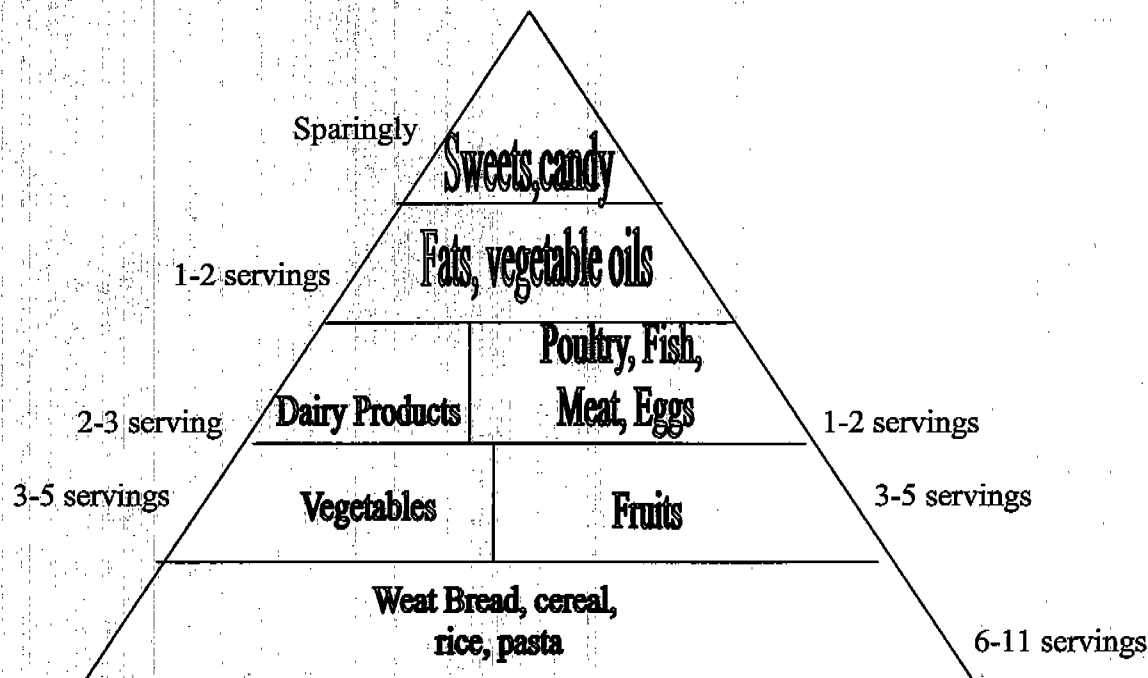 Sparingly
Sweets,candy
1-2 servings
Fats, vegetable oils
Poultry, Fish,
Meat, Eggs
2-3 serving
Dairy Products
1-2 servings
3-5 servings
Vegetables
Fruits
3-5 servings
Weat Bread, cereal,
rice, pasta
6-11 servings